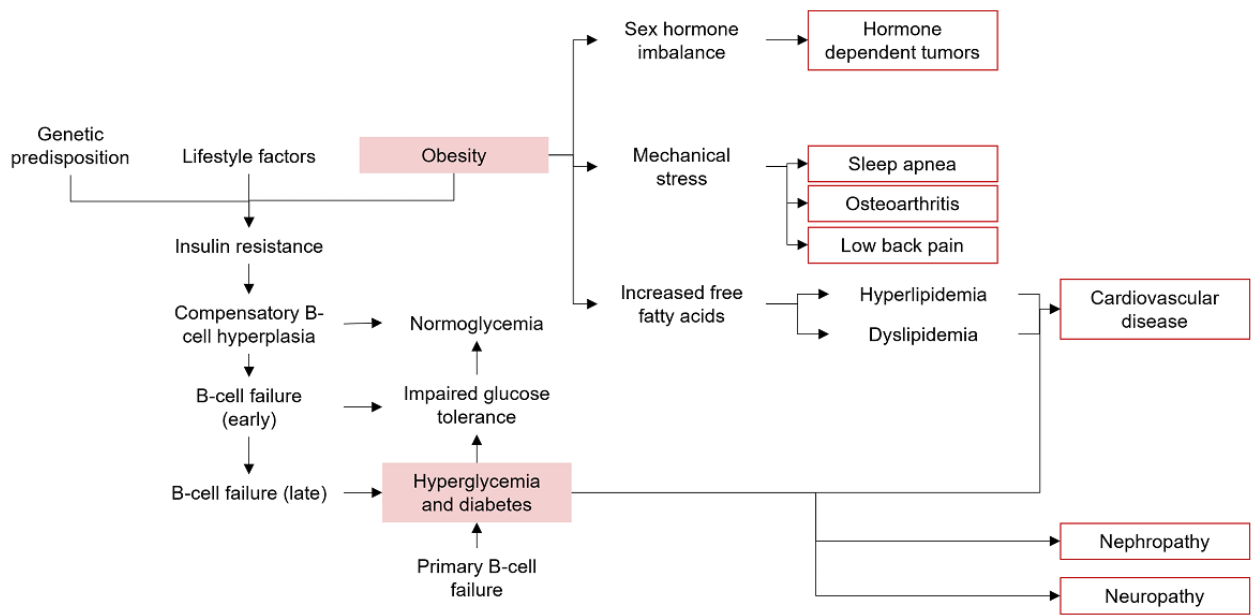 Sex hormone
imbalance
Hormone
dependent tumors
Genetic
predisposition
Lifestyle factors
Obesity
Mechanical
stress
Sleep apnea
Osteoarthritis
Low back pain
Insulin resistance
Increased free
fatty acids
Hyperlipidemia
Dyslipidemia
Cardiovascular
disease
Compensatory B-
cell hyperplasia
Normoglycemia
B-cell failure
(early)
Impaired glucose
tolerance
B-cell failure (late)
Hyperglycemia
and diabetes
Primary B-cell
failure
Nephropathy
Neuropathy